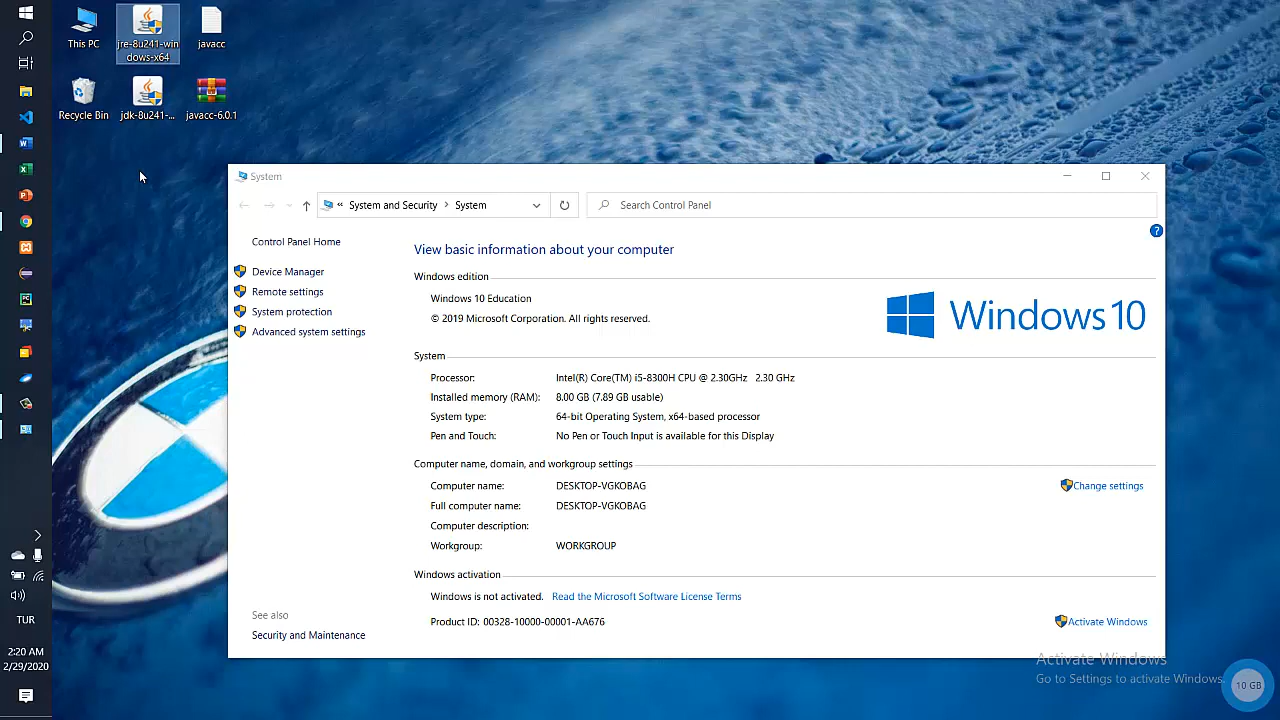 This PC
jre-8u241-win
dows-x64
javacc
Recycle Bin
jdk-8u241-...
javacc-6.0.1
System
« System and Security > System
Search Control Panel
?
Control Panel Home
Device Manager
Remote settings
System protection
Advanced system settings
View basic information about your computer
Windows edition
Windows 10 Education
© 2019 Microsoft Corporation. All rights reserved.
Windows 10
System
Processor: Intel(R) Core(TM) i5-8300H CPU @ 2.30GHz 2.30 GHz
Installed memory (RAM): 8.00 GB (7.89 GB usable)
System type: 64-bit Operating System, x64-based processor
Pen and Touch: No Pen or Touch Input is available for this Display
Computer name, domain, and workgroup settings
Computer name: DESKTOP-VGKOBAG
Change settings
Full computer name: DESKTOP-VGKOBAG
Computer description:
Workgroup: WORKGROUP
Windows activation
Windows is not activated. Read the Microsoft Software License Terms
Product ID: 00328-10000-00001-AA676
Activate Windows
See also
Security and Maintenance
Activate Windows
Go to Settings to activate Windows.
10 GB
TUR
2:20 AM
2/29/2020